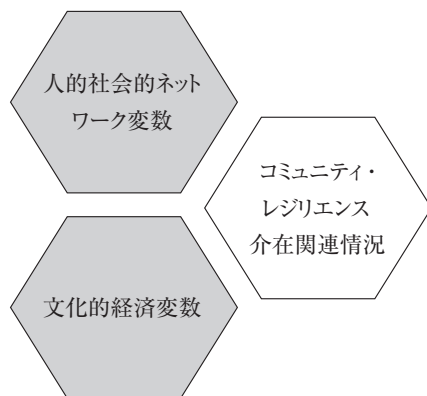 人的社会的ネット
ワーク変数
コミュニティ・
レジリエンス
介在関連情況
文化的経済変数